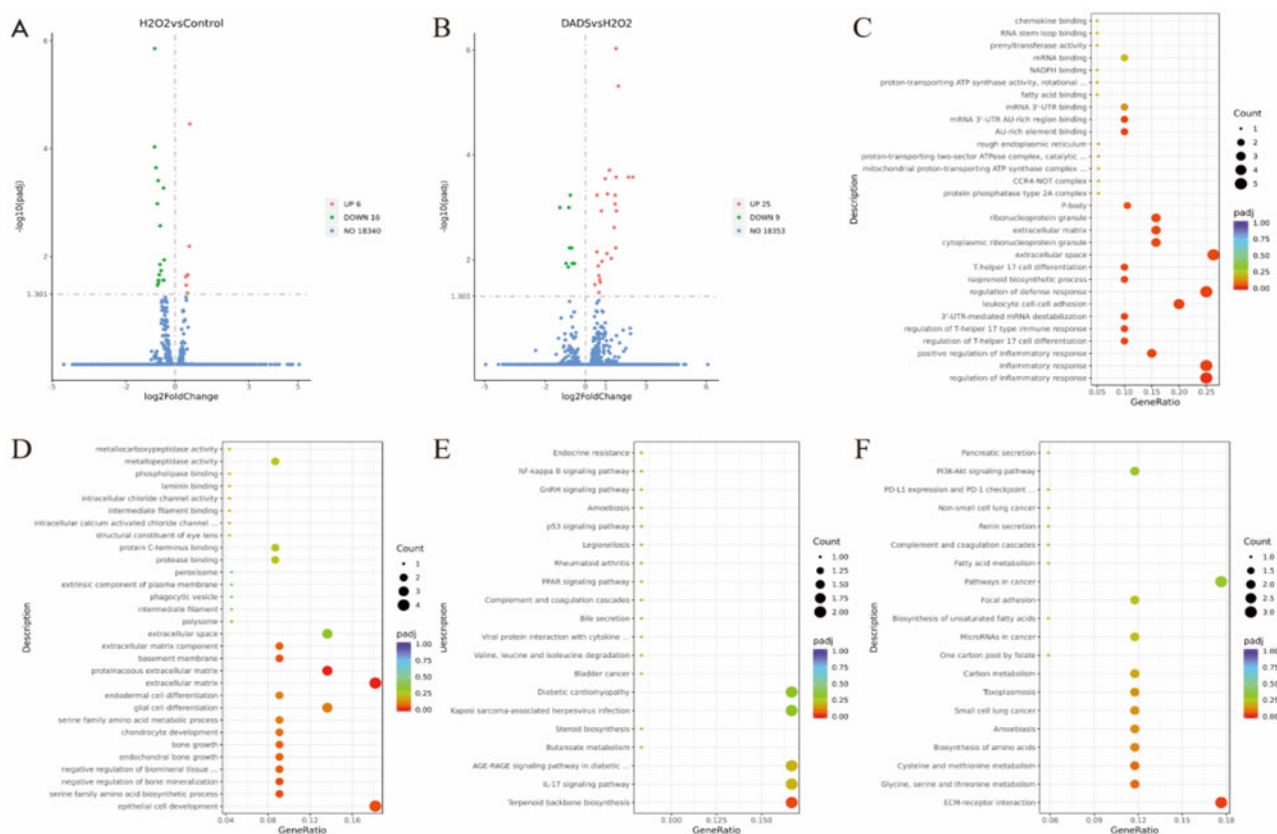 A
H2O2vsControl
-log10(padj)
6
4
2
1.301
UP 6
DOWN 16
NO 18340
-5
-2
0
2
5
log2FoldChange
B
DADSvsH2O2
-log10(padj)
6
4
2
1.301
UP 25
DOWN 9
NO 18353
-5
-2
0
2
6
log2FoldChange
C
Description
chemokine binding
RNA stem-loop binding
prenyltransferase activity
mRNA binding
NADPH binding
proton-transporting ATP synthase activity, rotational ...
fatty acid binding
mRNA 3'-UTR binding
mRNA 3'-UTR AU-rich region binding
AU-rich element binding
rough endoplasmic reticulum
proton-transporting two-sector ATPase complex, catalytic ...
mitochondrial proton-transporting ATP synthase complex ...
CCR4-NOT complex
protein phosphatase type 2A complex
P-body
ribonucleoprotein granule
extracellular matrix
cytoplasmic ribonucleoprotein granule
extracellular space
T-helper 17 cell differentiation
isoprenoid biosynthetic process
regulation of defense response
leukocyte cell-cell adhesion
3'-UTR-mediated mRNA destabilization
regulation of T-helper 17 type immune response
regulation of T-helper 17 cell differentiation
positive regulation of inflammatory response
inflammatory response
regulation of inflammatory response
0.05 0.10 0.15 0.20 0.25
GeneRatio
Count
1
2
3
4
5
padj
1.00
0.75
0.50
0.25
0.00
D
Description
metallocarboxypeptidase activity
metallopeptidase activity
phospholipase binding
laminin binding
intracellular chloride channel activity
intermediate filament binding
intracellular calcium activated chloride channel ...
structural constituent of eye lens
protein C-terminus binding
protease binding
peroxisome
extrinsic component of plasma membrane
phagocytic vesicle
intermediate filament
polysome
extracellular space
extracellular matrix component
basement membrane
proteinaceous extracellular matrix
extracellular matrix
endodermal cell differentiation
glial cell differentiation
serine family amino acid metabolic process
chondrocyte development
bone growth
endochondral bone growth
negative regulation of biomineral tissue ...
negative regulation of bone mineralization
serine family amino acid biosynthetic process
epithelial cell development
0.04 0.08 0.12 0.16
GeneRatio
Count
1
2
3
4
padj
1.00
0.75
0.50
0.25
0.00
E
Description
Endocrine resistance
NF-kappa B signaling pathway
GnRH signaling pathway
Amoebiasis
p53 signaling pathway
Legionellosis
Rheumatoid arthritis
PPAR signaling pathway
Complement and coagulation cascades
Bile secretion
Viral protein interaction with cytokine ...
Valine, leucine and isoleucine degradation
Bladder cancer
Diabetic cardiomyopathy
Kaposi sarcoma-associated herpesvirus infection
Steroid biosynthesis
Butanoate metabolism
AGE-RAGE signaling pathway in diabetic ...
IL-17 signaling pathway
Terpenoid backbone biosynthesis
0.100 0.125 0.150
GeneRatio
Count
1.00
1.25
1.50
1.75
2.00
padj
1.00
0.75
0.50
0.25
0.00
F
Description
Pancreatic secretion
PI3K-Akt signaling pathway
PD-L1 expression and PD-1 checkpoint ...
Non-small cell lung cancer
Renin secretion
Complement and coagulation cascades
Fatty acid metabolism
Pathways in cancer
Focal adhesion
Biosynthesis of unsaturated fatty acids
MicroRNAs in cancer
One carbon pool by folate
Carbon metabolism
Toxoplasmosis
Small cell lung cancer
Amoebiasis
Biosynthesis of amino acids
Cysteine and methionine metabolism
Glycine, serine and threonine metabolism
ECM-receptor interaction
0.06 0.09 0.12 0.15 0.18
GeneRatio
Count
1.0
1.5
2.0
2.5
3.0
padj
1.00
0.75
0.50
0.25
0.00